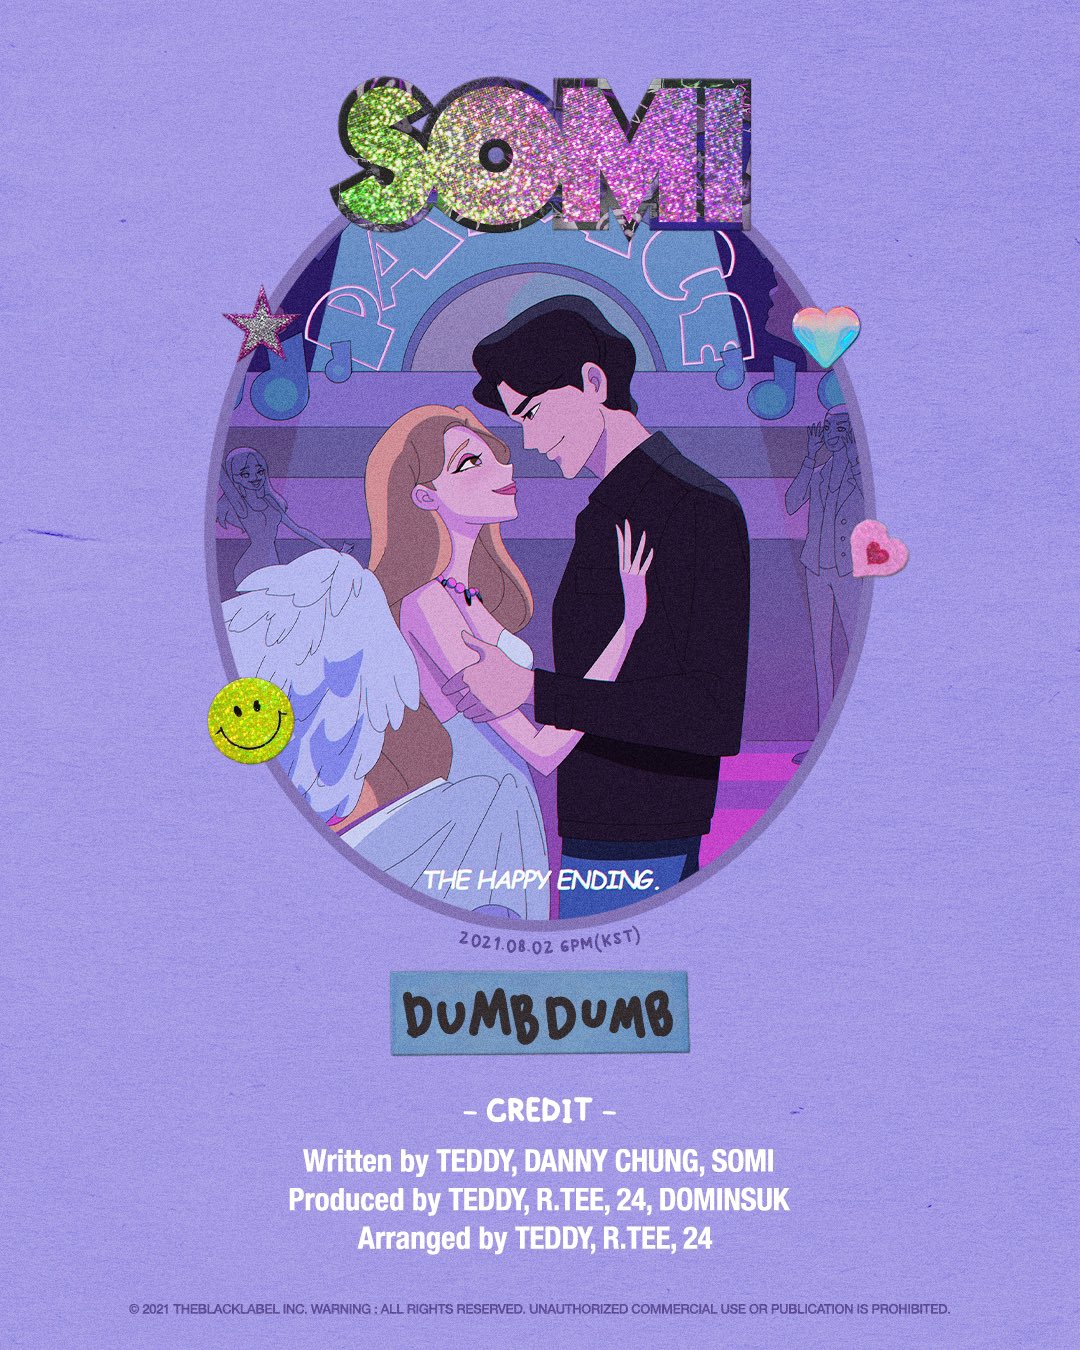 SOMI
THE HAPPY ENDING.
2021.08.02 6PM(KST)
DUMBDUMB
- CREDIT -
Written by TEDDY, DANNY CHUNG, SOMI
Produced by TEDDY, R.TEE, 24, DOMINSUK
Arranged by TEDDY, R.TEE, 24
© 2021 THEBLACKLABEL INC. WARNING : ALL RIGHTS RESERVED. UNAUTHORIZED COMMERCIAL USE OR PUBLICATION IS PROHIBITED.